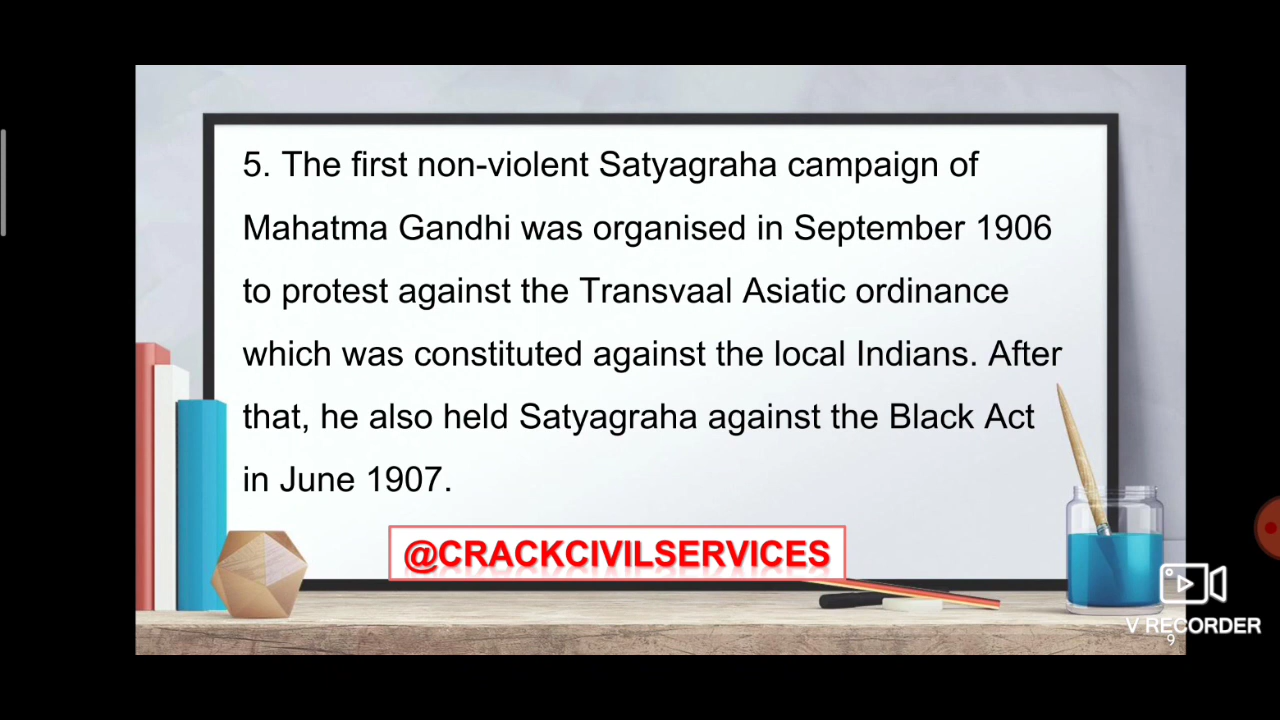 5. The first non-violent Satyagraha campaign of
Mahatma Gandhi was organised in September 1906
to protest against the Transvaal Asiatic ordinance
which was constituted against the local Indians. After
that, he also held Satyagraha against the Black Act
in June 1907.
@CRACKCIVILSERVICES
V RECORDER
9